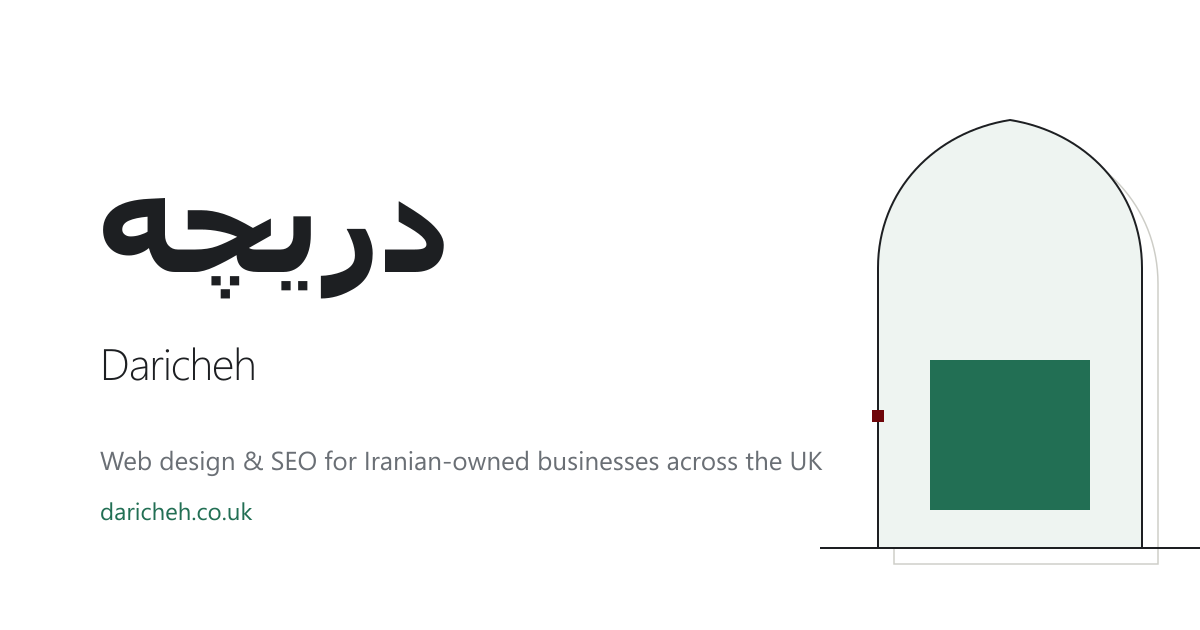 دریچه
Daricheh
Web design & SEO for Iranian-owned businesses across the UK
daricheh.co.uk